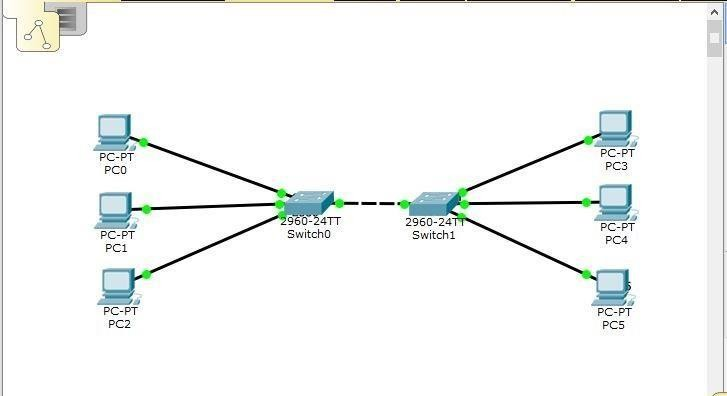 PC-PT
PC0
PC-PT
PC1
PC-PT
PC2
2960-24TT
Switch0
2960-24TT
Switch1
PC-PT
PC3
PC-PT
PC4
PC-PT
PC5